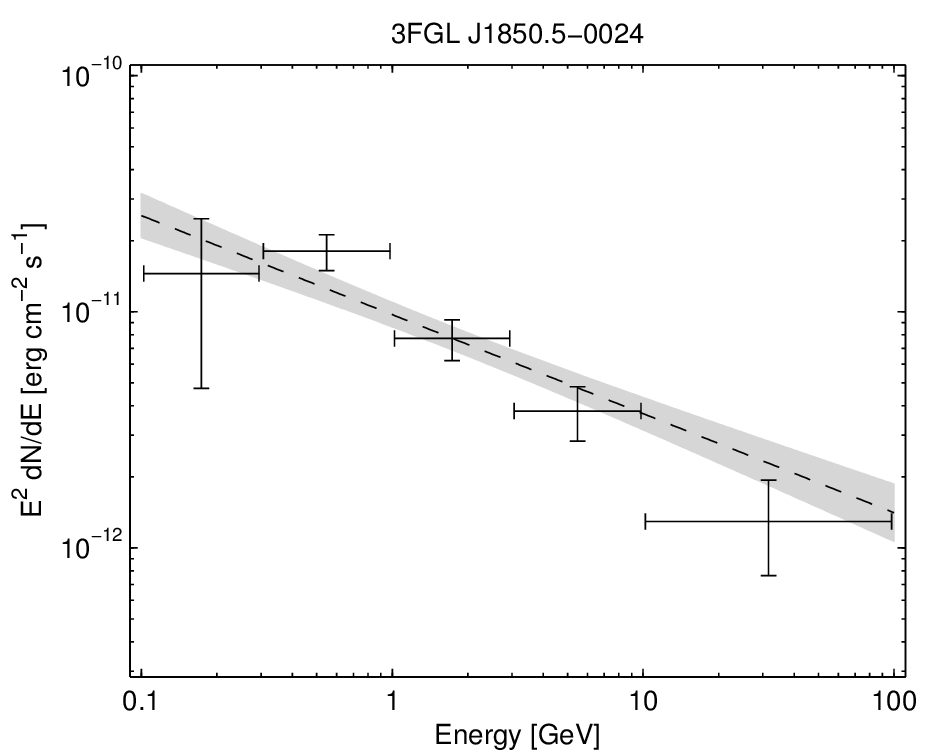 3FGL J1850.5−0024
E² dN/dE [erg cm⁻² s⁻¹]
10⁻¹⁰
10⁻¹¹
10⁻¹²
0.1 1 10 100
Energy [GeV]